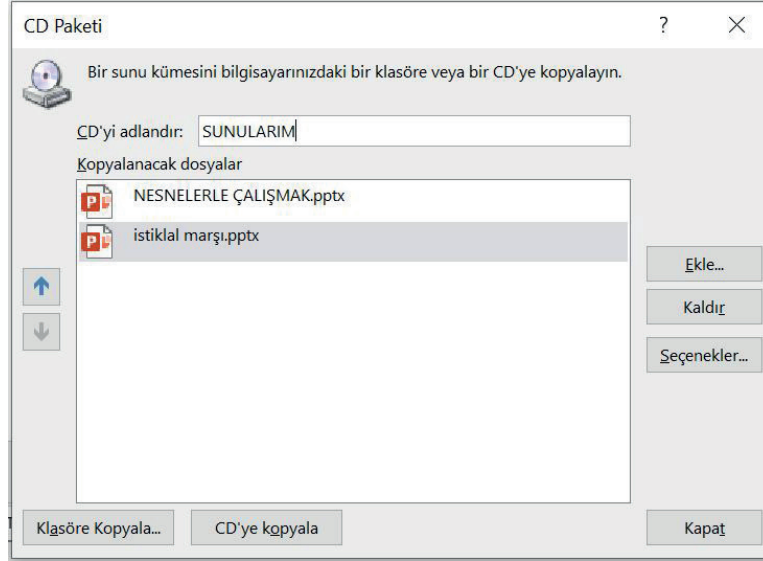 CD Paketi
?
Bir sunu kümesini bilgisayarınızdaki bir klasöre veya bir CD'ye kopyalayın.
CD'yi adlandır: SUNULARIM
Kopyalanacak dosyalar
NESNELERLE ÇALIŞMAK.pptx
istiklal marşı.pptx
Ekle...
Kaldır
Seçenekler...
Klasöre Kopyala...
CD'ye kopyala
Kapat